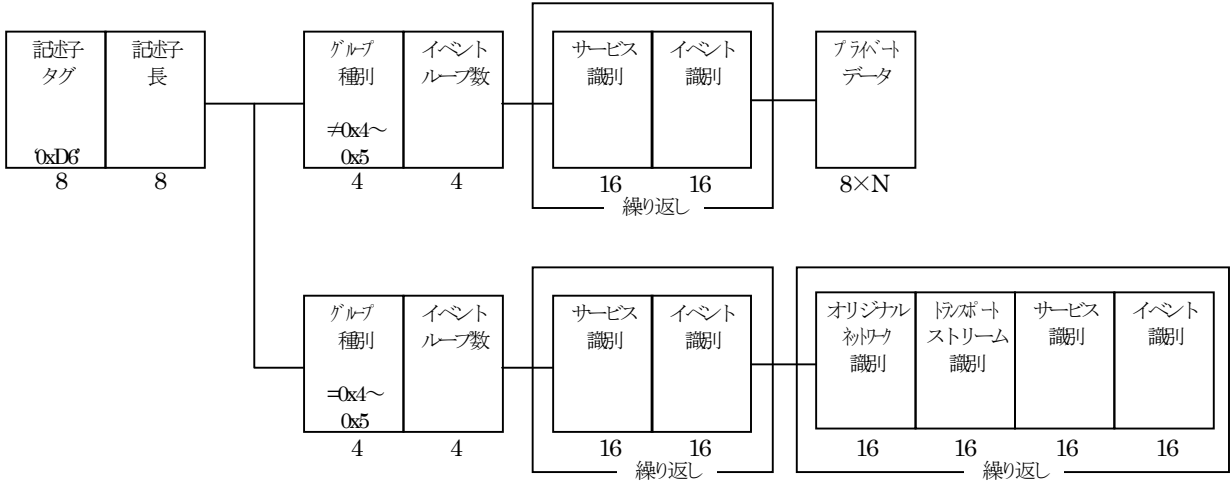 記述子
タグ
'0xD6'
8
記述子
長
8
グループ
種別
≠0x4～
0x5
4
イベント
ループ数
4
サービス
識別
16
イベント
識別
16
繰り返し
プライベート
データ
8×N
グループ
種別
=0x4～
0x5
4
イベント
ループ数
4
サービス
識別
16
イベント
識別
16
繰り返し
オリジナル
ネットワーク
識別
16
トランスポート
ストリーム
識別
16
サービス
識別
16
イベント
識別
16
繰り返し